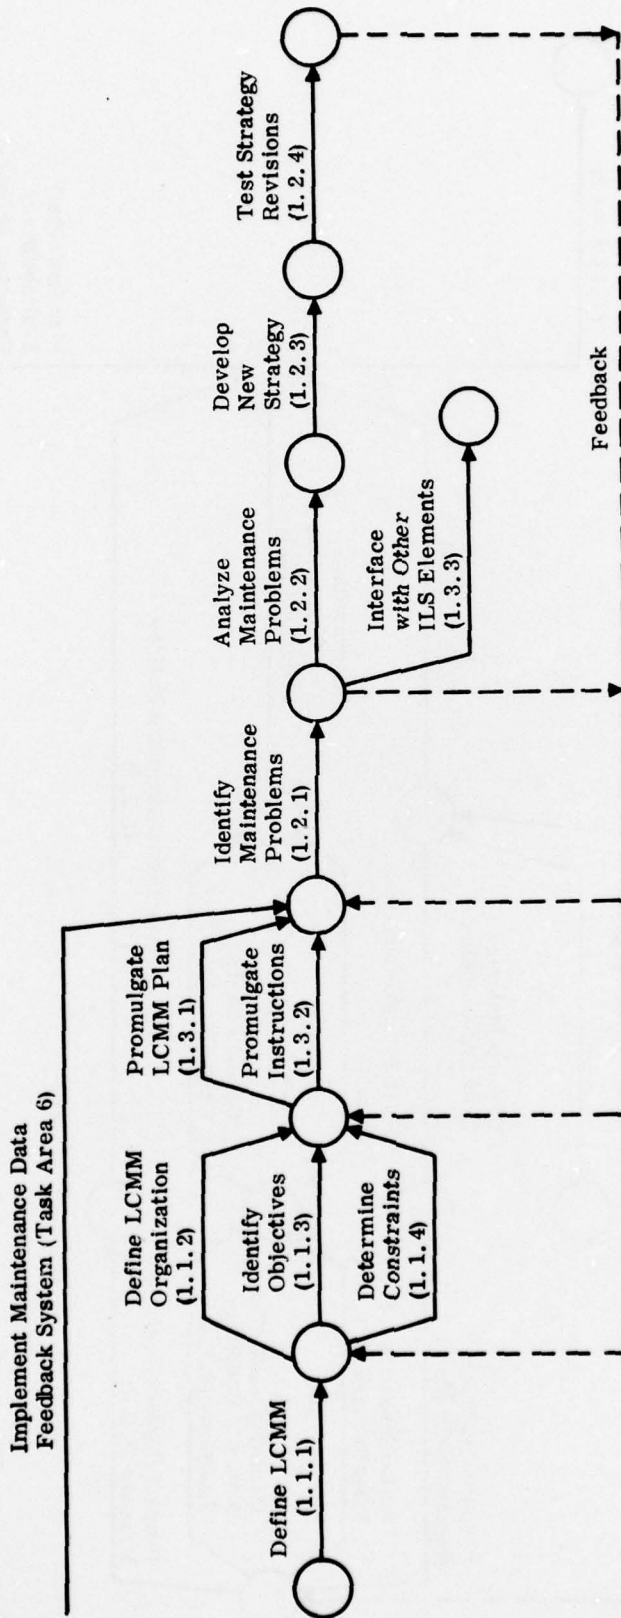 Implement Maintenance Data
Feedback System (Task Area 6)
Define LCMM
(1.1.1)
Define LCMM
Organization
(1.1.2)
Identify
Objectives
(1.1.3)
Determine
Constraints
(1.1.4)
Promulgate
LCMM Plan
(1.3.1)
Promulgate
Instructions
(1.3.2)
Identify
Maintenance
Problems
(1.2.1)
Analyze
Maintenance
Problems
(1.2.2)
Interface
with Other
ILS Elements
(1.3.3)
Develop
New
Strategy
(1.2.3)
Test Strategy
Revisions
(1.2.4)
Feedback